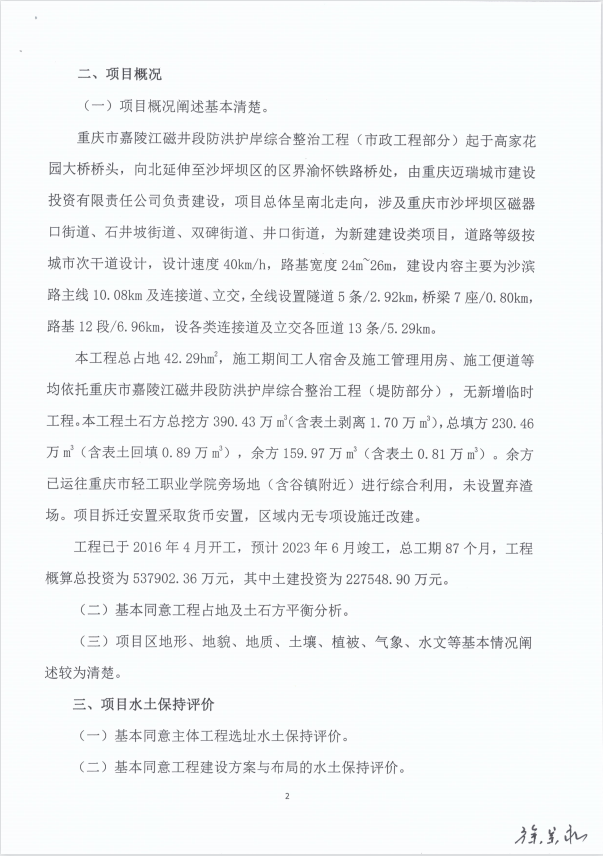 二、项目概况
（一）项目概况阐述基本清楚。
重庆市嘉陵江磁井段防洪护岸综合整治工程（市政工程部分）起于高家花
园大桥桥头，向北延伸至沙坪坝区的区界渝怀铁路桥处，由重庆迈瑞城市建设
投资有限责任公司负责建设，项目总体呈南北走向，涉及重庆市沙坪坝区磁器
口街道、石井坡街道、双碑街道、井口街道，为新建建设类项目，道路等级按
城市次干道设计，设计速度 40km/h，路基宽度 24m~26m，建设内容主要为沙滨
路主线 10.08km 及连接道、立交，全线设置隧道 5 条/2.92km，桥梁 7 座/0.80km，
路基 12 段/6.96km，设各类连接道及立交各匝道 13 条/5.29km。
本工程总占地 42.29hm²，施工期间工人宿舍及施工管理用房、施工便道等
均依托重庆市嘉陵江磁井段防洪护岸综合整治工程（堤防部分），无新增临时
工程。本工程土石方总挖方 390.43 万 m³（含表土剥离 1.70 万 m³），总填方 230.46
万 m³（含表土回填 0.89 万 m³），余方 159.97 万 m³（含表土 0.81 万 m³）。余方
已运往重庆市轻工职业学院旁场地（含谷镇附近）进行综合利用，未设置弃渣
场。项目拆迁安置采取货币安置，区域内无专项设施迁改建。
工程已于 2016 年 4 月开工，预计 2023 年 6 月竣工，总工期 87 个月，工程
概算总投资为 537902.36 万元，其中土建投资为 227548.90 万元。
（二）基本同意工程占地及土石方平衡分析。
（三）项目区地形、地貌、地质、土壤、植被、气象、水文等基本情况阐
述较为清楚。
三、项目水土保持评价
（一）基本同意主体工程选址水土保持评价。
（二）基本同意工程建设方案与布局的水土保持评价。
2